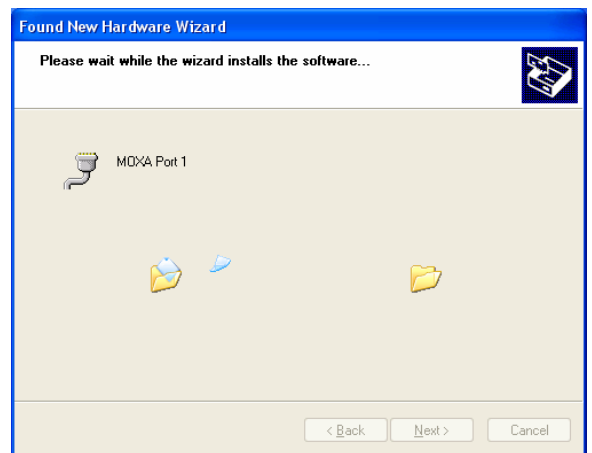 Found New Hardware Wizard
Please wait while the wizard installs the software...
MOXA Port 1
< Back
Next >
Cancel